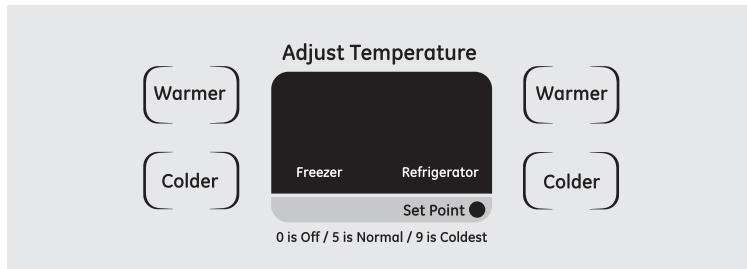 Adjust Temperature
Warmer
Warmer
Freezer Refrigerator
Colder
Colder
Set Point
0 is Off / 5 is Normal / 9 is Coldest